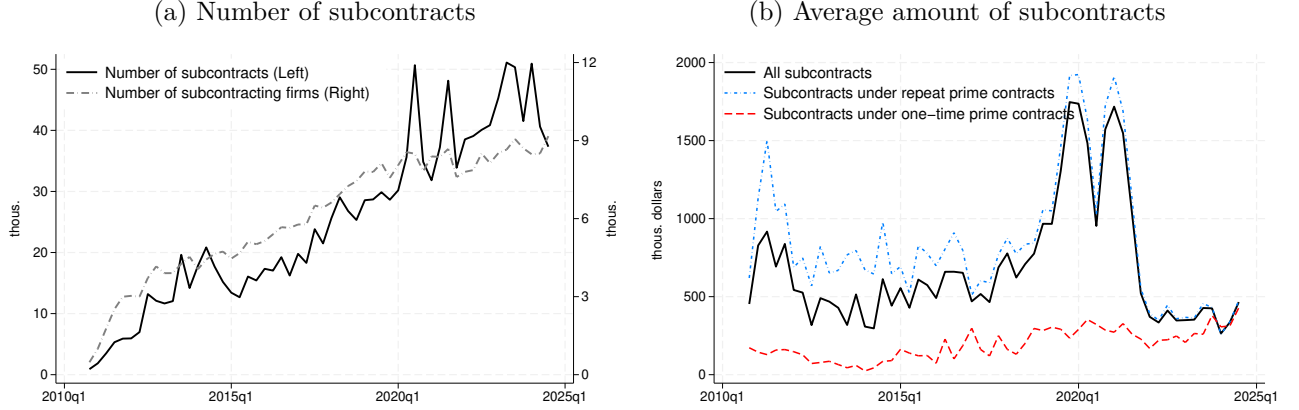 (a) Number of subcontracts
Number of subcontracts (Left)
Number of subcontracting firms (Right)
thous.
50
40
30
20
10
0
12
9
6
3
0
thous.
2010q1
2015q1
2020q1
2025q1
(b) Average amount of subcontracts
All subcontracts
Subcontracts under repeat prime contracts
Subcontracts under one−time prime contracts
thous. dollars
2000
1500
1000
500
0
2010q1
2015q1
2020q1
2025q1